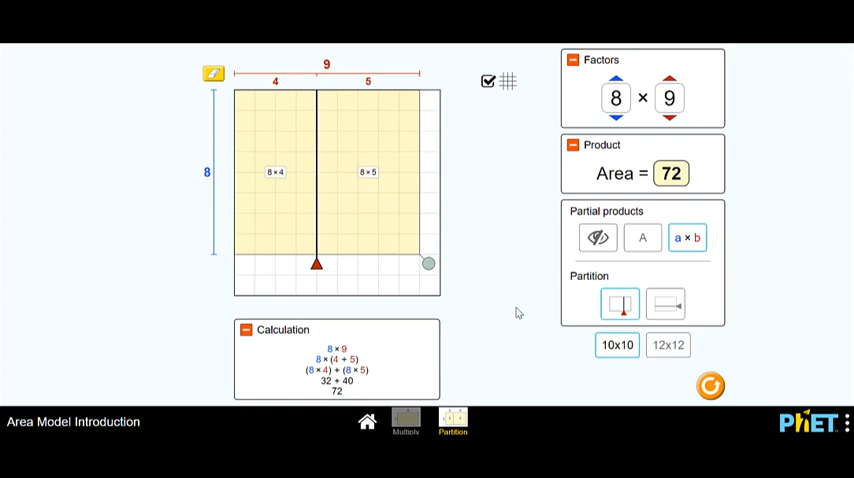 9
4 5
8
8×4 8×5
Factors
8 × 9
Product
Area = 72
Partial products
A a × b
Partition
10x10 12x12
Calculation
8 × 9
8 × (4 + 5)
(8 × 4) + (8 × 5)
32 + 40
72
Area Model Introduction
Multiply Partition
PhET